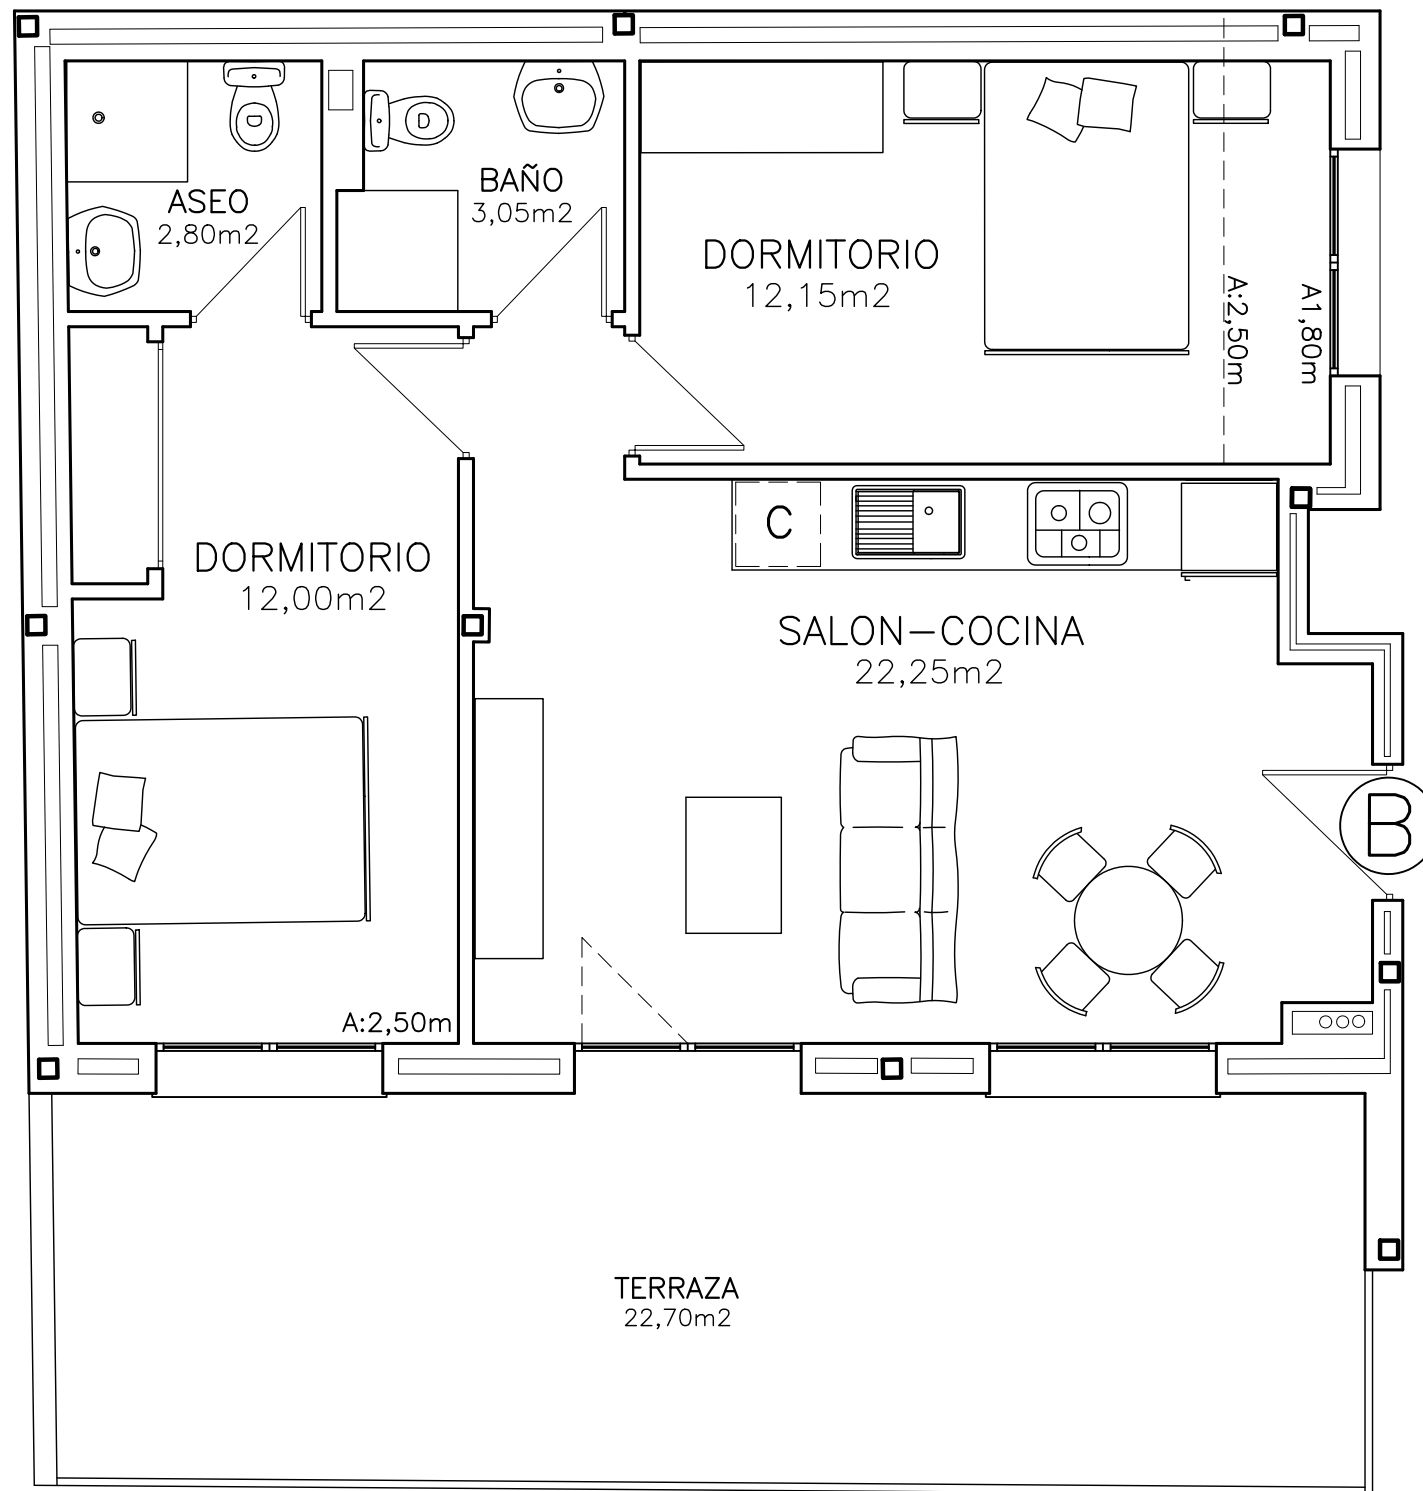 ASEO
2,80m2
BAÑO
3,05m2
DORMITORIO
12,15m2
A:2,50m
A1,80m
C
DORMITORIO
12,00m2
SALON-COCINA
22,25m2
B
A:2,50m
TERRAZA
22,70m2